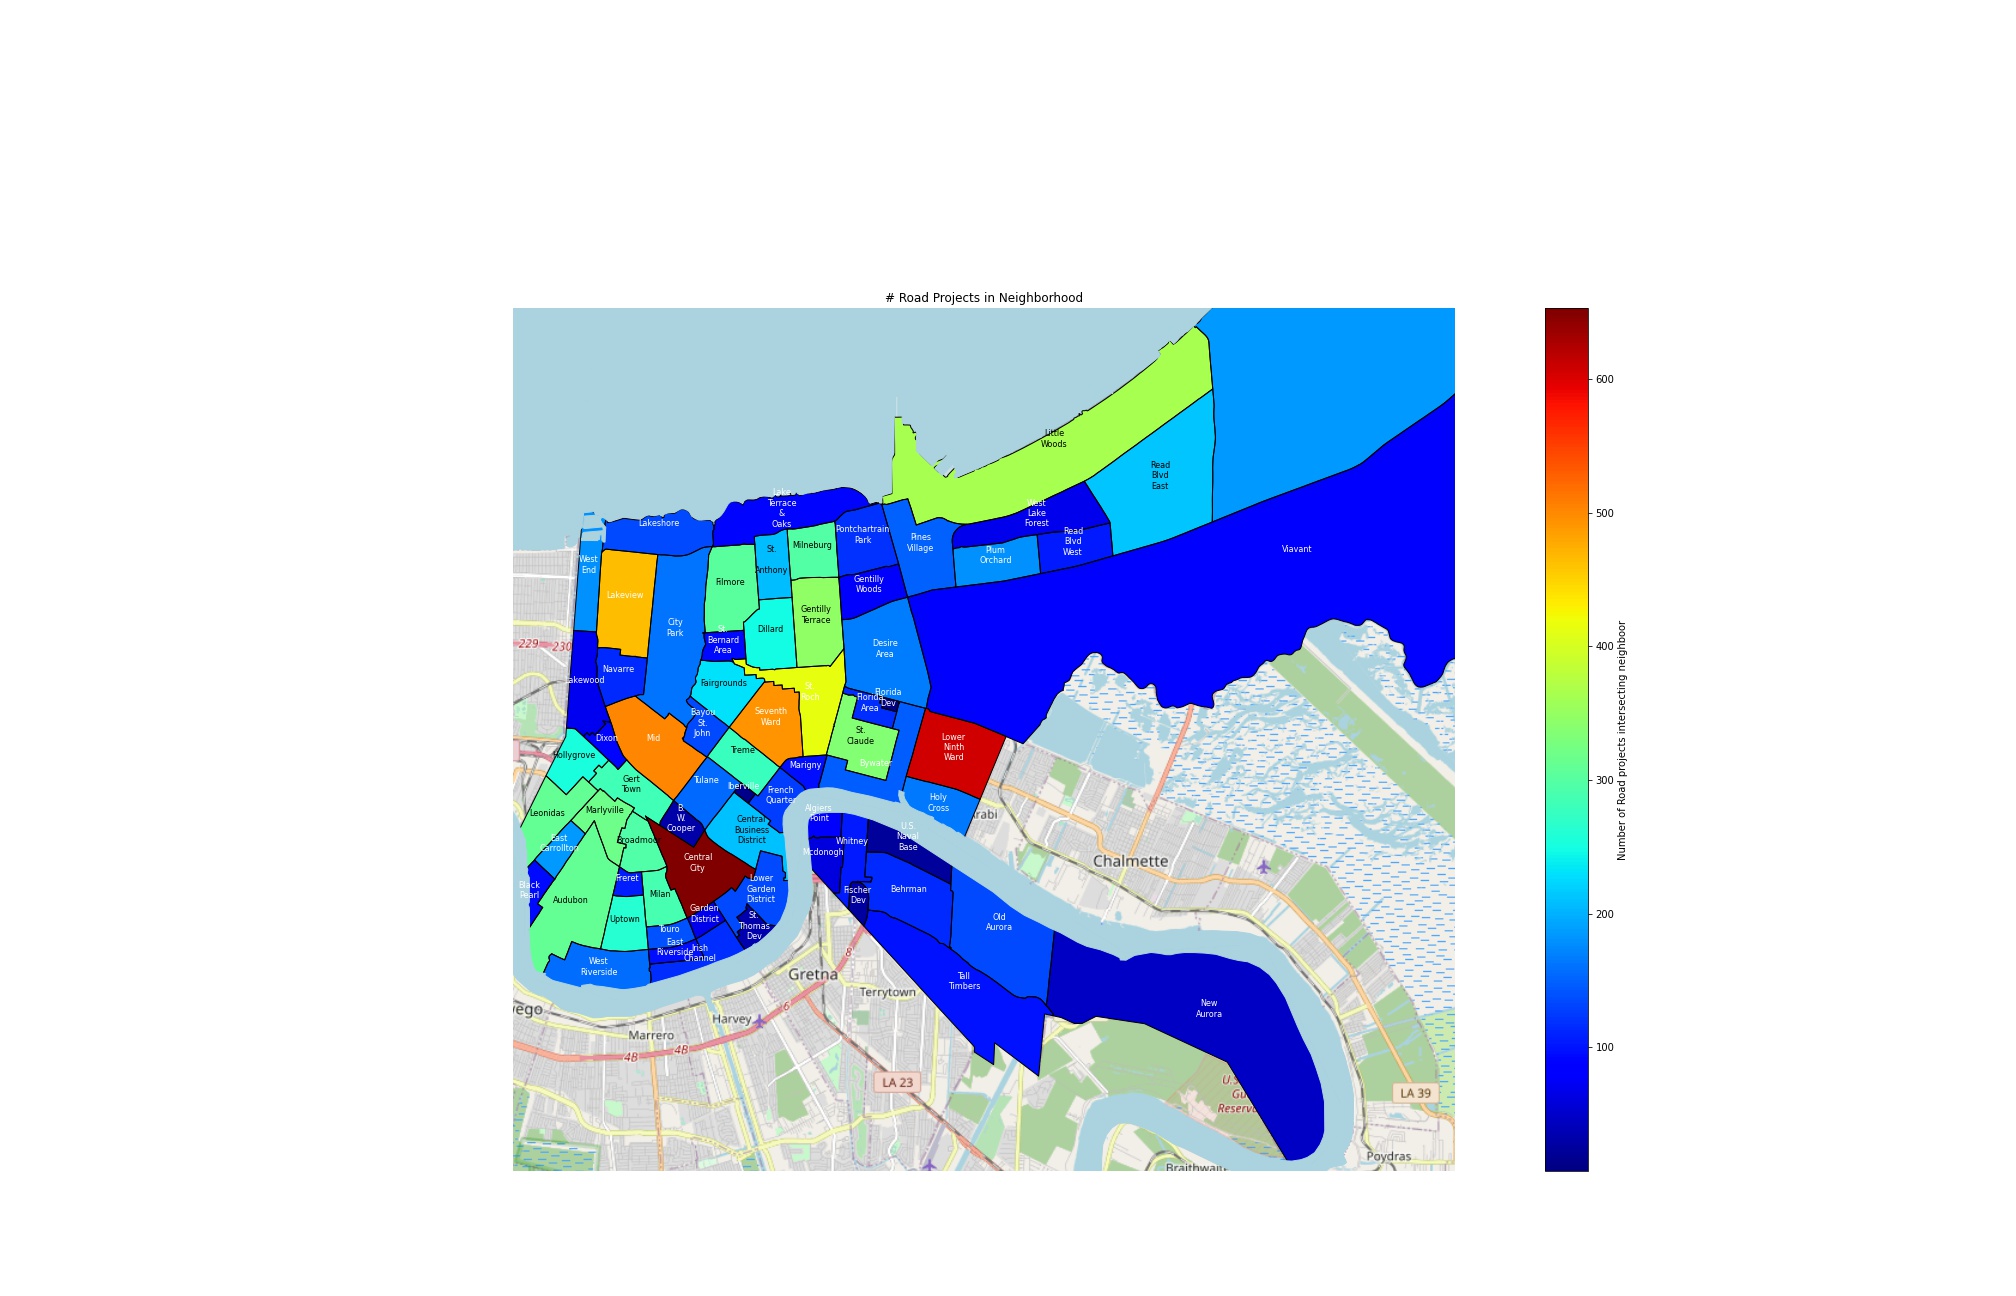 # Road Projects in Neighborhood
Little
Woods
Read
Blvd
East
Lake
Terrace
&
Oaks
West
Lake
Forest
Lakeshore
Pontchartrain
Park
Pines
Village
Read
Blvd
West
Plum
Orchard
Viavant
West
End
St.
Anthony
Milneburg
Filmore
Gentilly
Woods
Lakeview
City
Park
Dillard
Gentilly
Terrace
St.
Bernard
Area
Desire
Area
229
230
Navarre
Lakewood
Fairgrounds
St.
Roch
Florida
Dev
Florida
Area
Bayou
St.
John
Seventh
Ward
St.
Claude
Lower
Ninth
Ward
Dixon
Mid
Treme
Hollygrove
Marigny
Bywater
Gert
Town
Tulane
Iberville
French
Quarter
Holy
Cross
Leonidas
Marlyville
B.
W.
Cooper
Algiers
Point
Central
Business
District
U.S.
Naval
Base
rabi
East
Carrollton
Broadmoo
Whitney
Mcdonogh
Central
City
Chalmette
Black
Pearl
Freret
Milan
Audubon
Lower
Garden
District
Fischer
Dev
Behrman
Garden
District
Uptown
St.
Thomas
Dev
Old
Aurora
Touro
East
Riverside
Irish
Channel
West
Riverside
8
Gretna
Tall
Timbers
Terrytown
New
Aurora
wego
Harvey
6
Marrero
4B
4B
LA 23
LA 39
U.S
Gu
Reserva
Braithwai
Poydras
600
500
400
300
200
100
Number of Road projects intersecting neighboor